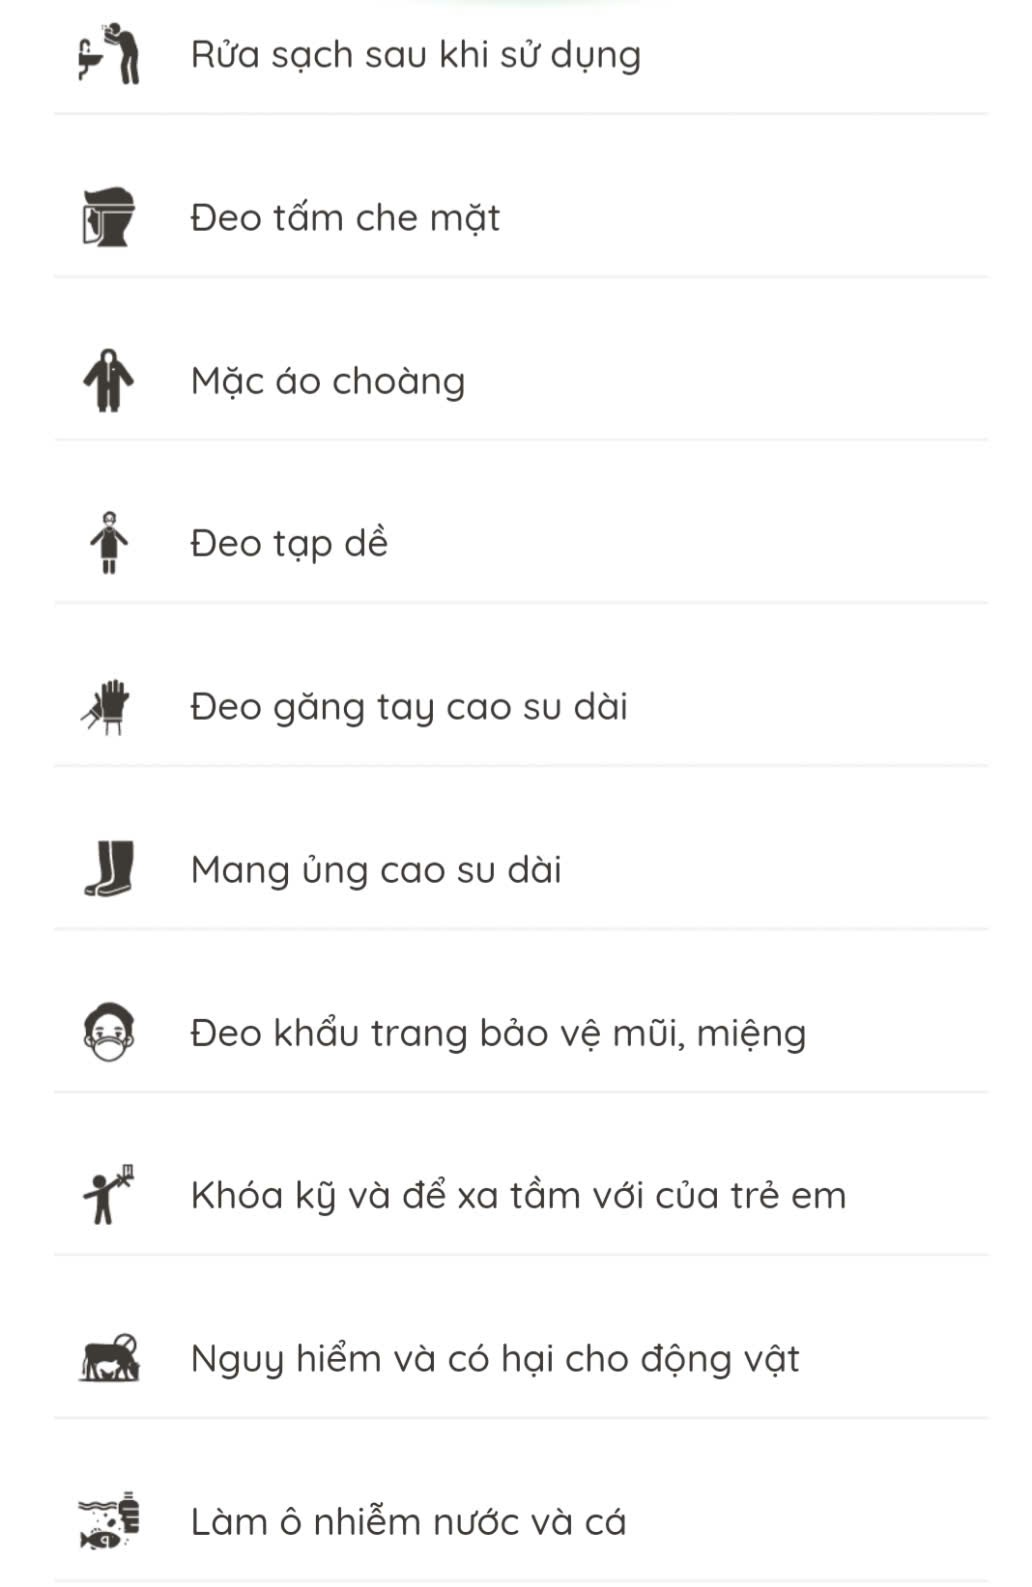 Rửa sạch sau khi sử dụng
Đeo tấm che mặt
Mặc áo choàng
Đeo tạp dề
Đeo găng tay cao su dài
Mang ủng cao su dài
Đeo khẩu trang bảo vệ mũi, miệng
Khóa kỹ và để xa tầm với của trẻ em
Nguy hiểm và có hại cho động vật
Làm ô nhiễm nước và cá